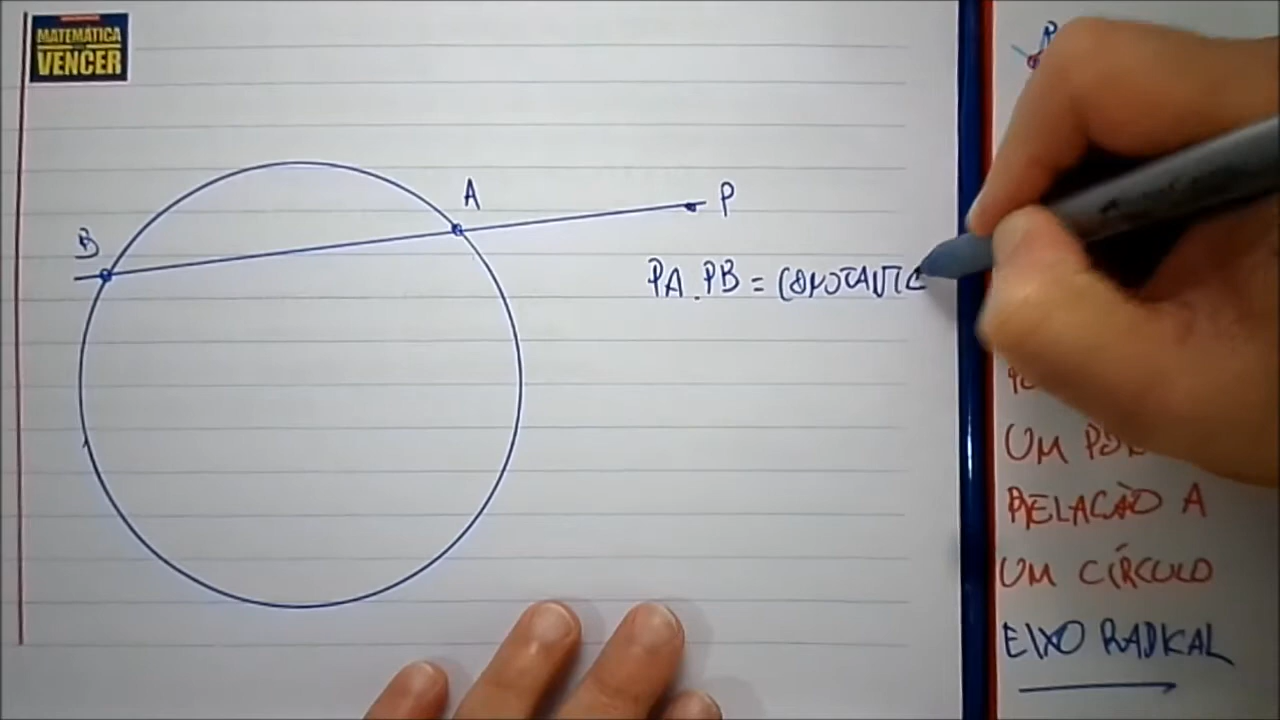 MATEMÁTICA
VENCER
B
A
P
PA.PB = CONSTANTE
UM
RELAÇÃO A
UM CÍRCULO
EIXO RADICAL